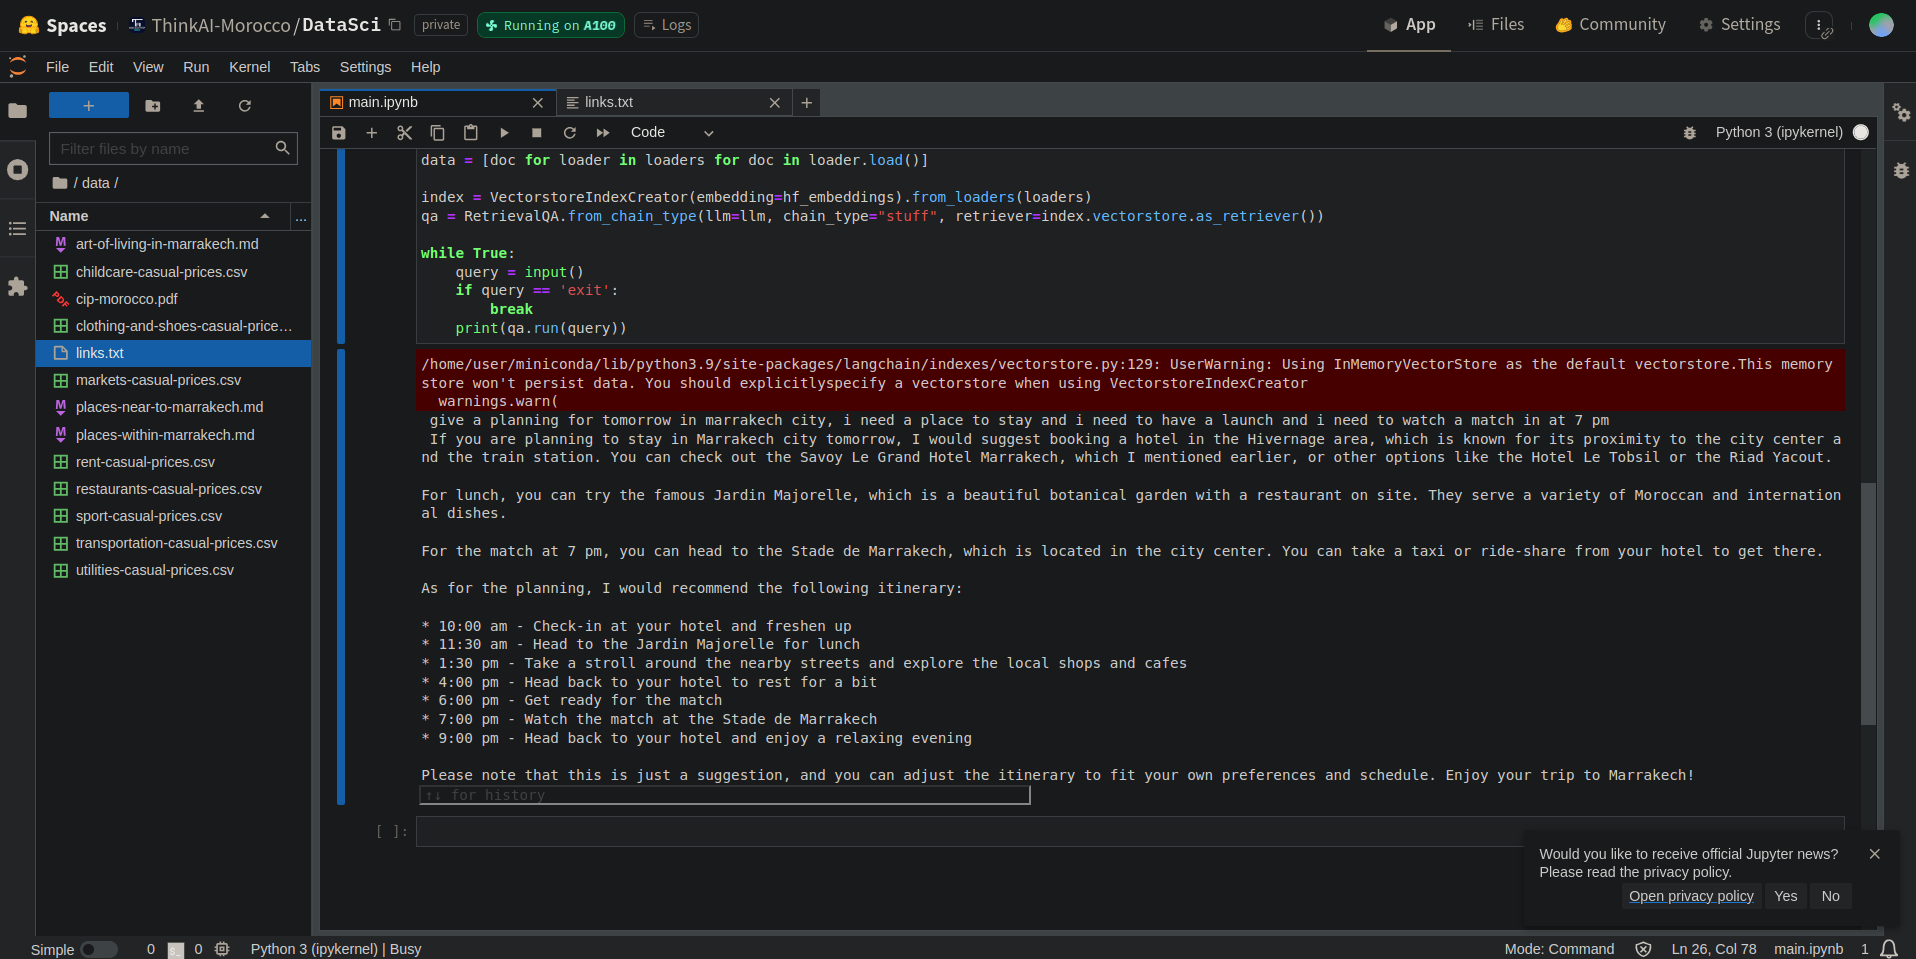 Spaces ThinkAI-Morocco/DataSci private Running on A100 Logs App Files Community Settings
File Edit View Run Kernel Tabs Settings Help
main.ipynb links.txt
Code Python 3 (ipykernel)
Filter files by name
/ data /
Name ...
art-of-living-in-marrakech.md
childcare-casual-prices.csv
cip-morocco.pdf
clothing-and-shoes-casual-price…
links.txt
markets-casual-prices.csv
places-near-to-marrakech.md
places-within-marrakech.md
rent-casual-prices.csv
restaurants-casual-prices.csv
sport-casual-prices.csv
transportation-casual-prices.csv
utilities-casual-prices.csv
data = [doc for loader in loaders for doc in loader.load()]
index = VectorstoreIndexCreator(embedding=hf_embeddings).from_loaders(loaders)
qa = RetrievalQA.from_chain_type(llm=llm, chain_type="stuff", retriever=index.vectorstore.as_retriever())
while True:
    query = input()
    if query == 'exit':
        break
    print(qa.run(query))
/home/user/miniconda/lib/python3.9/site-packages/langchain/indexes/vectorstore.py:129: UserWarning: Using InMemoryVectorStore as the default vectorstore.This memory
store won't persist data. You should explicitlyspecify a vectorstore when using VectorstoreIndexCreator
  warnings.warn(
give a planning for tomorrow in marrakech city, i need a place to stay and i need to have a launch and i need to watch a match in at 7 pm
If you are planning to stay in Marrakech city tomorrow, I would suggest booking a hotel in the Hivernage area, which is known for its proximity to the city center a
nd the train station. You can check out the Savoy Le Grand Hotel Marrakech, which I mentioned earlier, or other options like the Hotel Le Tobsil or the Riad Yacout.
For lunch, you can try the famous Jardin Majorelle, which is a beautiful botanical garden with a restaurant on site. They serve a variety of Moroccan and internation
al dishes.
For the match at 7 pm, you can head to the Stade de Marrakech, which is located in the city center. You can take a taxi or ride-share from your hotel to get there.
As for the planning, I would recommend the following itinerary:
* 10:00 am - Check-in at your hotel and freshen up
* 11:30 am - Head to the Jardin Majorelle for lunch
* 1:30 pm - Take a stroll around the nearby streets and explore the local shops and cafes
* 4:00 pm - Head back to your hotel to rest for a bit
* 6:00 pm - Get ready for the match
* 7:00 pm - Watch the match at the Stade de Marrakech
* 9:00 pm - Head back to your hotel and enjoy a relaxing evening
Please note that this is just a suggestion, and you can adjust the itinerary to fit your own preferences and schedule. Enjoy your trip to Marrakech!
↑↓ for history
[ ]:
Would you like to receive official Jupyter news?
Please read the privacy policy.
Open privacy policy Yes No
Simple 0 0 Python 3 (ipykernel) | Busy Mode: Command Ln 26, Col 78 main.ipynb 1